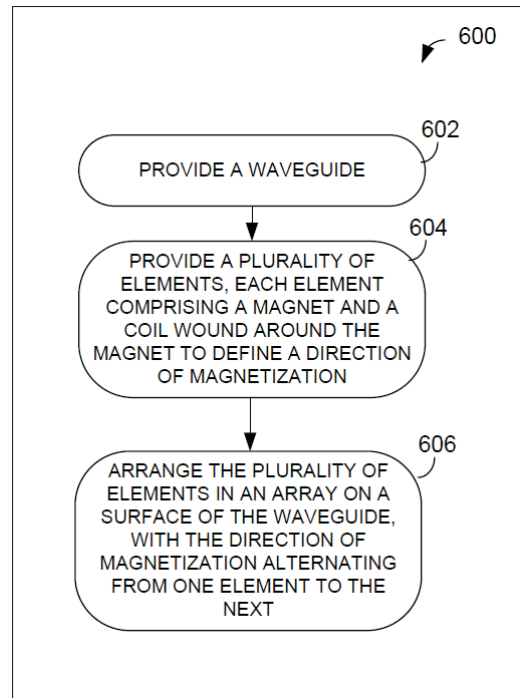 600
602
PROVIDE A WAVEGUIDE
604
PROVIDE A PLURALITY OF
ELEMENTS, EACH ELEMENT
COMPRISING A MAGNET AND A
COIL WOUND AROUND THE
MAGNET TO DEFINE A DIRECTION
OF MAGNETIZATION
606
ARRANGE THE PLURALITY OF
ELEMENTS IN AN ARRAY ON A
SURFACE OF THE WAVEGUIDE,
WITH THE DIRECTION OF
MAGNETIZATION ALTERNATING
FROM ONE ELEMENT TO THE
NEXT